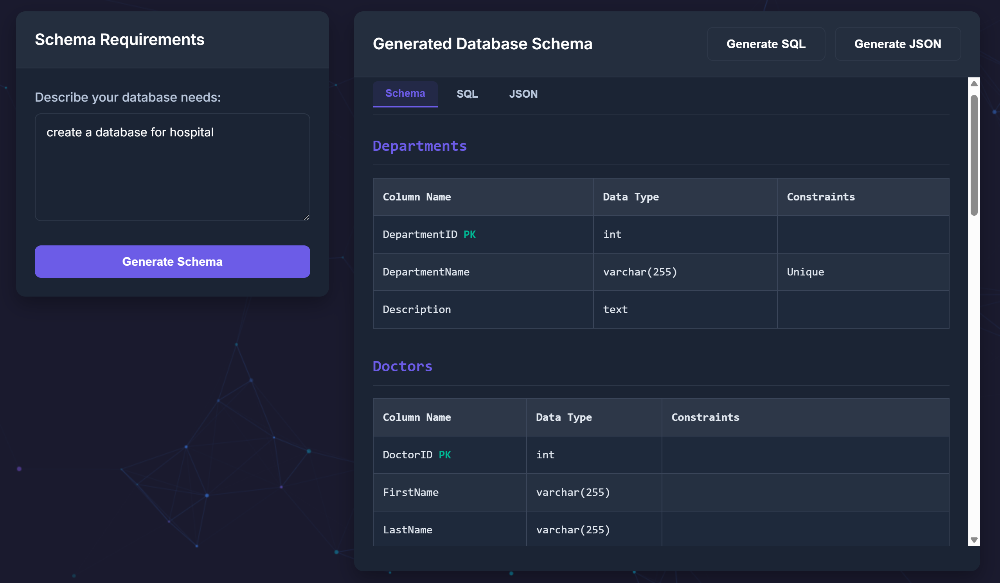 Schema Requirements
Describe your database needs:
create a database for hospital
Generate Schema
Generated Database Schema
Generate SQL
Generate JSON
Schema SQL JSON
Departments
Column Name Data Type Constraints
DepartmentID PK int
DepartmentName varchar(255) Unique
Description text
Doctors
Column Name Data Type Constraints
DoctorID PK int
FirstName varchar(255)
LastName varchar(255)